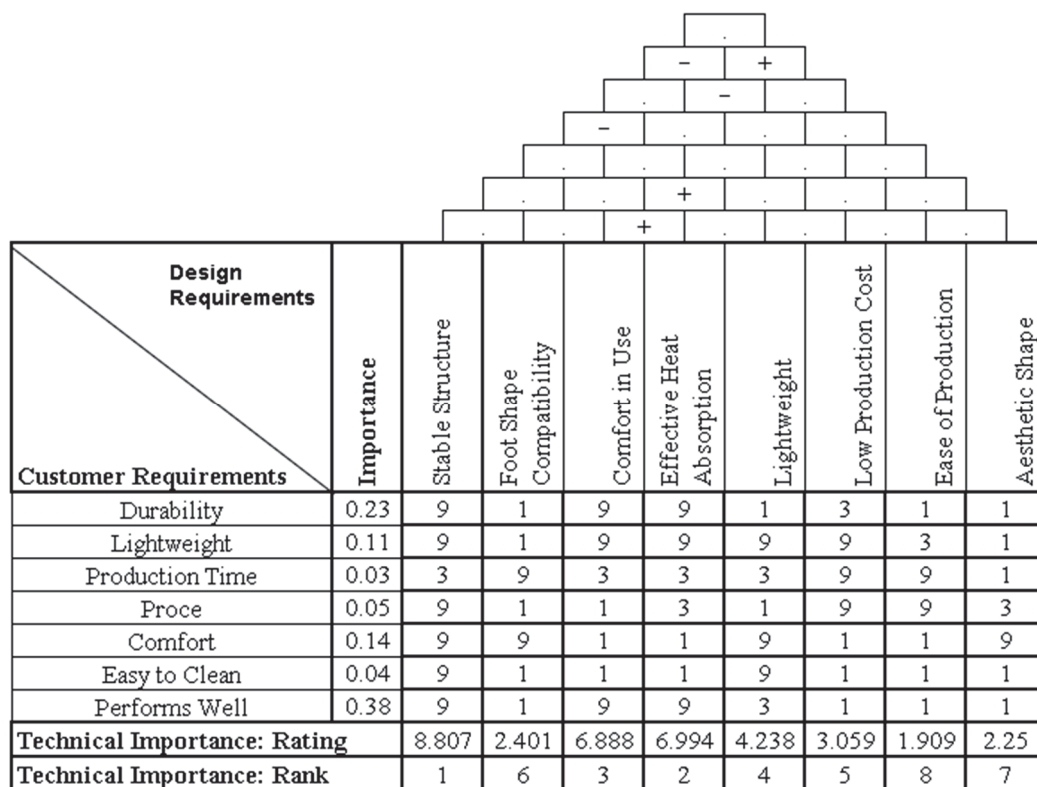 .
− +
. − .
− . . .
. . . . .
. . + . . .
. . + . . . .
Design
Requirements
Customer Requirements
Importance
Stable Structure
Foot Shape
Compatibility
Comfort in Use
Effective Heat
Absorption
Lightweight
Low Production Cost
Ease of Production
Aesthetic Shape
Durability 0.23 9 1 9 9 1 3 1 1
Lightweight 0.11 9 1 9 9 9 9 3 1
Production Time 0.03 3 9 3 3 3 9 9 1
Proce 0.05 9 1 1 3 1 9 9 3
Comfort 0.14 9 9 1 1 9 1 1 9
Easy to Clean 0.04 9 1 1 1 9 1 1 1
Performs Well 0.38 9 1 9 9 3 1 1 1
Technical Importance: Rating 8.807 2.401 6.888 6.994 4.238 3.059 1.909 2.25
Technical Importance: Rank 1 6 3 2 4 5 8 7